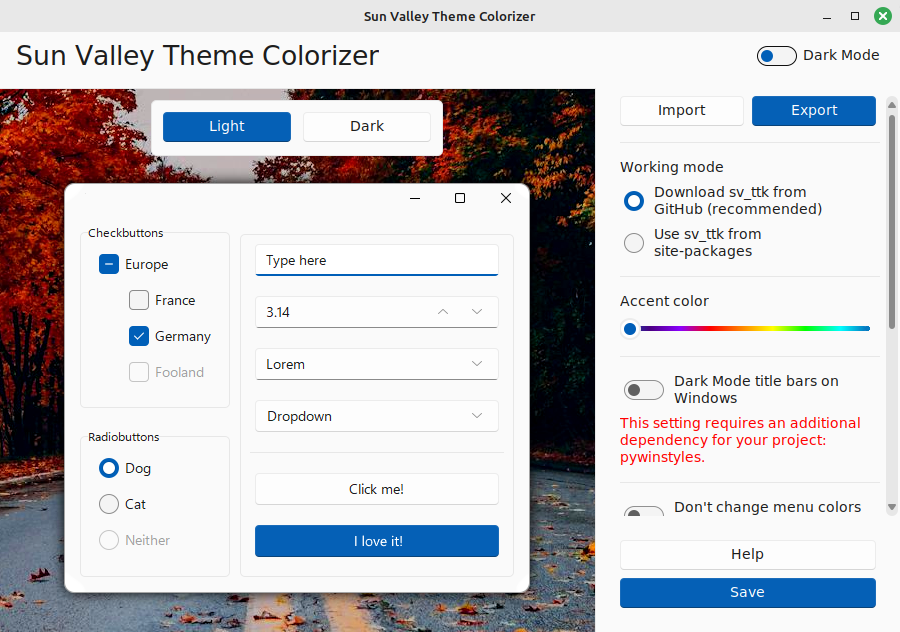 Sun Valley Theme Colorizer
Sun Valley Theme Colorizer
Dark Mode
Light
Dark
Checkbuttons
Europe
France
Germany
Fooland
Radiobuttons
Dog
Cat
Neither
Type here
3.14
Lorem
Dropdown
Click me!
I love it!
Import
Export
Working mode
Download sv_ttk from
GitHub (recommended)
Use sv_ttk from
site-packages
Accent color
Dark Mode title bars on
Windows
This setting requires an additional
dependency for your project:
pywinstyles.
Don't change menu colors
Help
Save